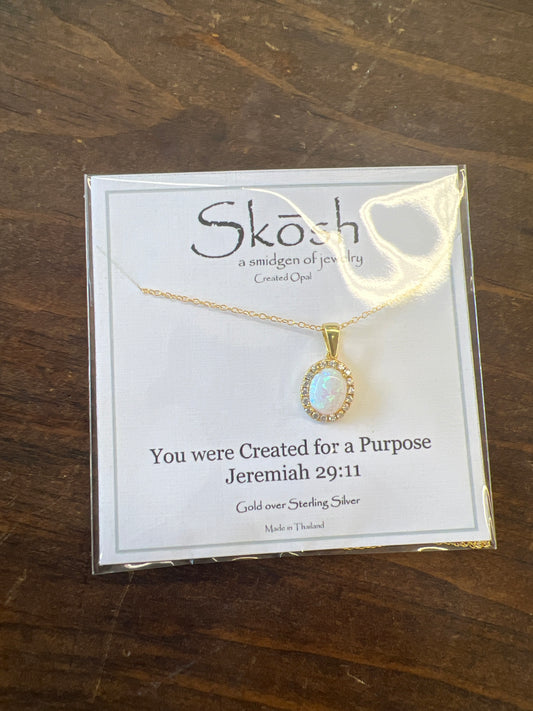 Skōsh
a smidgen of jewelry
Created Opal
You were Created for a Purpose
Jeremiah 29:11
Gold over Sterling Silver
Made in Thailand